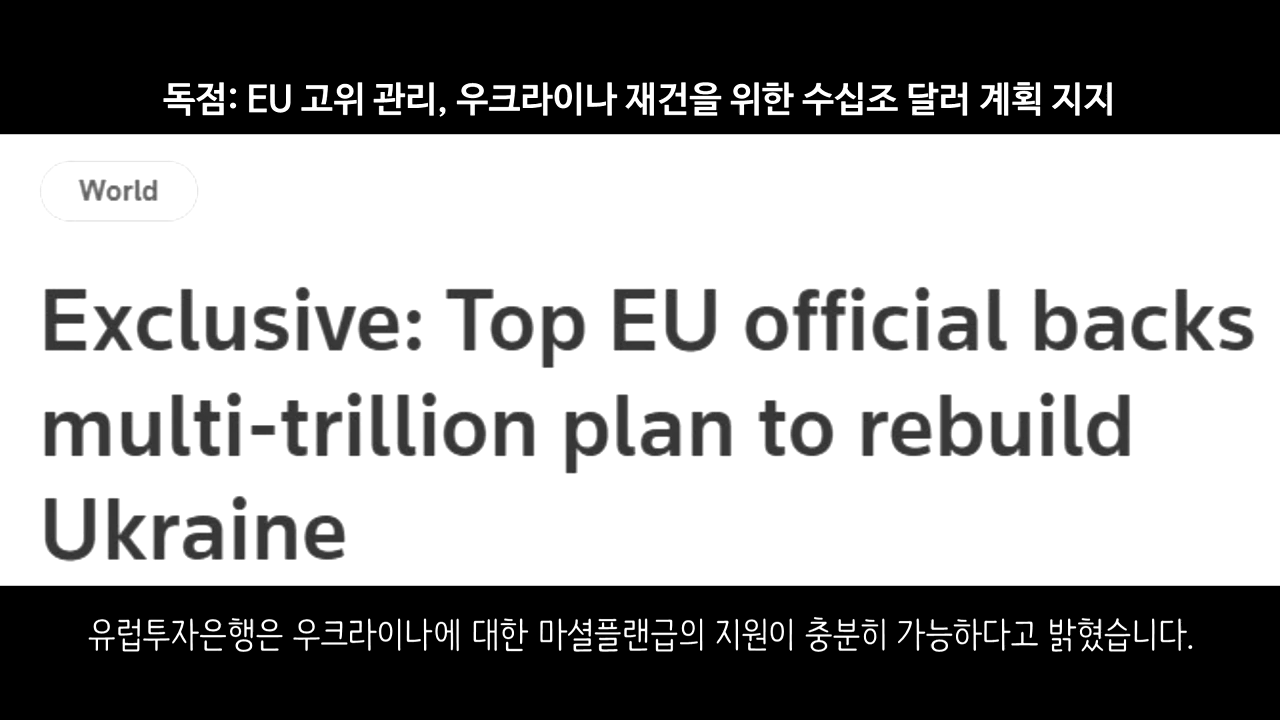 독점: EU 고위 관리, 우크라이나 재건을 위한 수십조 달러 계획 지지
World
Exclusive: Top EU official backs
multi-trillion plan to rebuild
Ukraine
유럽투자은행은 우크라이나에 대한 마셜플랜급의 지원이 충분히 가능하다고 밝혔습니다.